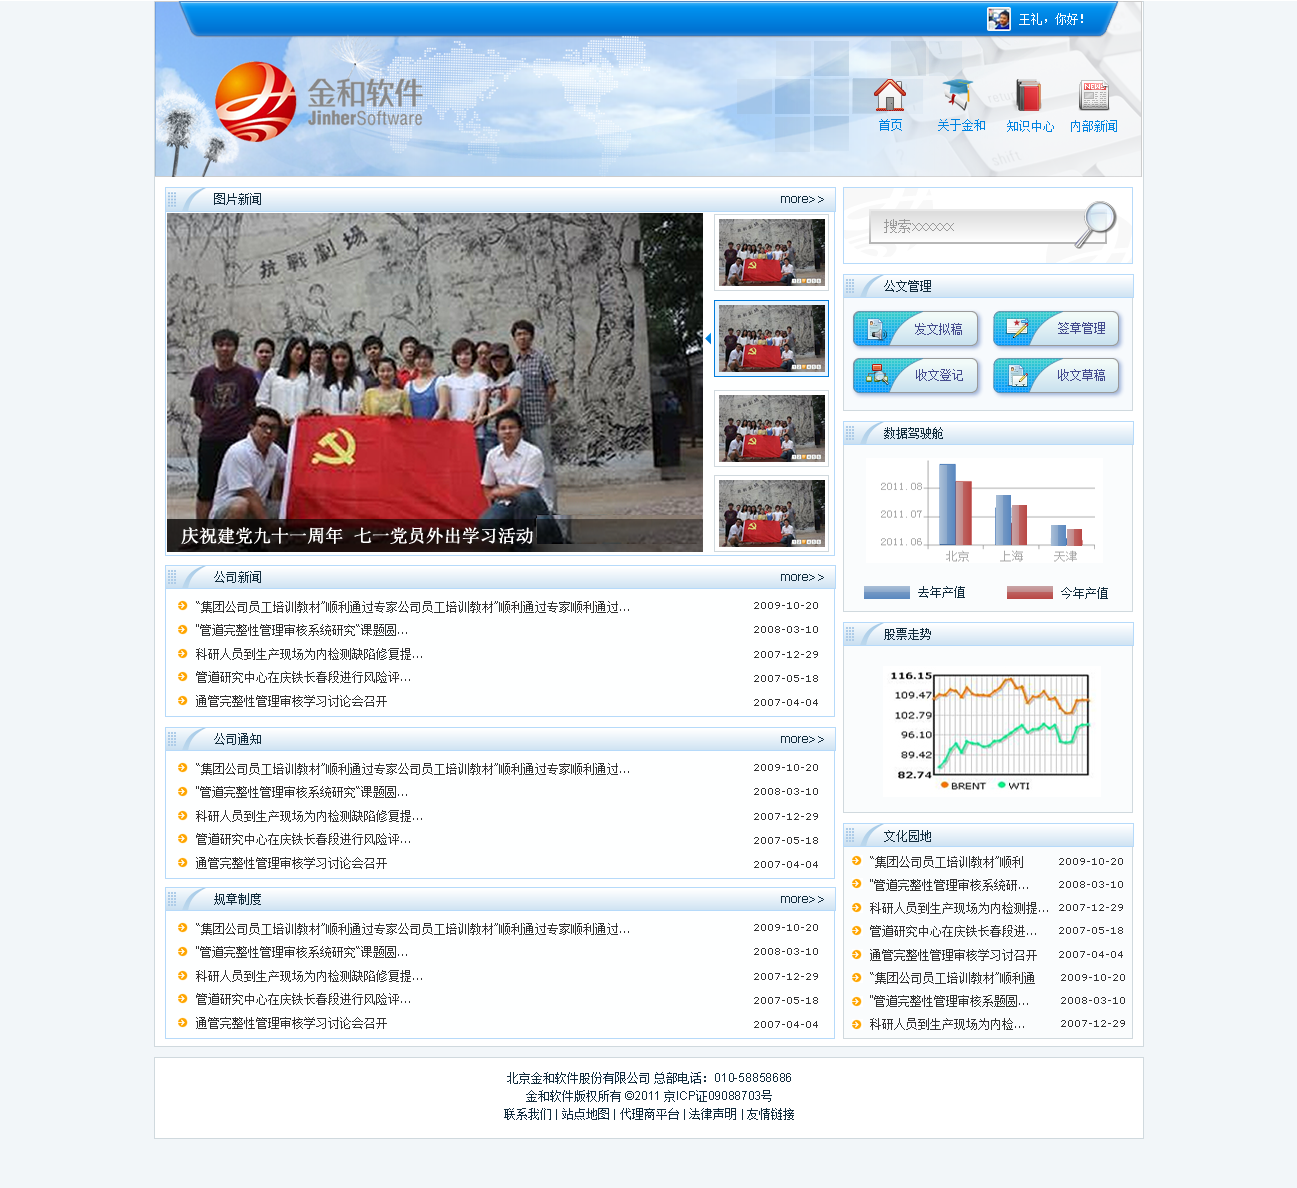 王礼，你好！
金和软件
JinherSoftware
首页
关于金和
知识中心
内部新闻
图片新闻
more>>
抗戰劇場
庆祝建党九十一周年 七一党员外出学习活动
搜索xxxxxx
公文管理
发文拟稿
签章管理
收文登记
收文草稿
数据驾驶舱
2011.08
2011.07
2011.06
北京
上海
天津
去年产值
今年产值
公司新闻
more>>
“集团公司员工培训教材”顺利通过专家公司员工培训教材”顺利通过专家顺利通过...
2009-10-20
"管道完整性管理审核系统研究“课题圆...
2008-03-10
科研人员到生产现场为内检测缺陷修复提...
2007-12-29
管道研究中心在庆铁长春段进行风险评...
2007-05-18
通管完整性管理审核学习讨论会召开
2007-04-04
股票走势
116.15
109.47
102.79
96.10
89.42
82.74
BRENT
WTI
公司通知
more>>
“集团公司员工培训教材”顺利通过专家公司员工培训教材”顺利通过专家顺利通过...
2009-10-20
"管道完整性管理审核系统研究“课题圆...
2008-03-10
科研人员到生产现场为内检测缺陷修复提...
2007-12-29
管道研究中心在庆铁长春段进行风险评...
2007-05-18
通管完整性管理审核学习讨论会召开
2007-04-04
规章制度
more>>
“集团公司员工培训教材”顺利通过专家公司员工培训教材”顺利通过专家顺利通过...
2009-10-20
"管道完整性管理审核系统研究“课题圆...
2008-03-10
科研人员到生产现场为内检测缺陷修复提...
2007-12-29
管道研究中心在庆铁长春段进行风险评...
2007-05-18
通管完整性管理审核学习讨论会召开
2007-04-04
文化园地
“集团公司员工培训教材”顺利
2009-10-20
"管道完整性管理审核系统研...
2008-03-10
科研人员到生产现场为内检测提...
2007-12-29
管道研究中心在庆铁长春段进...
2007-05-18
通管完整性管理审核学习讨召开
2007-04-04
“集团公司员工培训教材”顺利通
2009-10-20
"管道完整性管理审核系题圆...
2008-03-10
科研人员到生产现场为内检...
2007-12-29
北京金和软件股份有限公司 总部电话：010-58858686
金和软件版权所有 ©2011 京ICP证09088703号
联系我们 | 站点地图 | 代理商平台 | 法律声明 | 友情链接